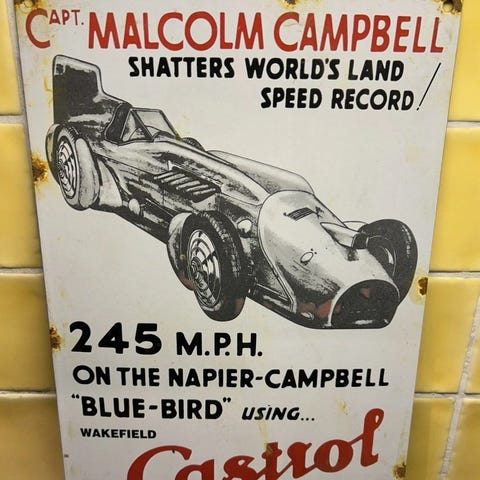 CAPT. MALCOLM CAMPBELL
SHATTERS WORLD'S LAND
SPEED RECORD!
245 M.P.H.
ON THE NAPIER-CAMPBELL
"BLUE-BIRD" USING...
WAKEFIELD
Castrol